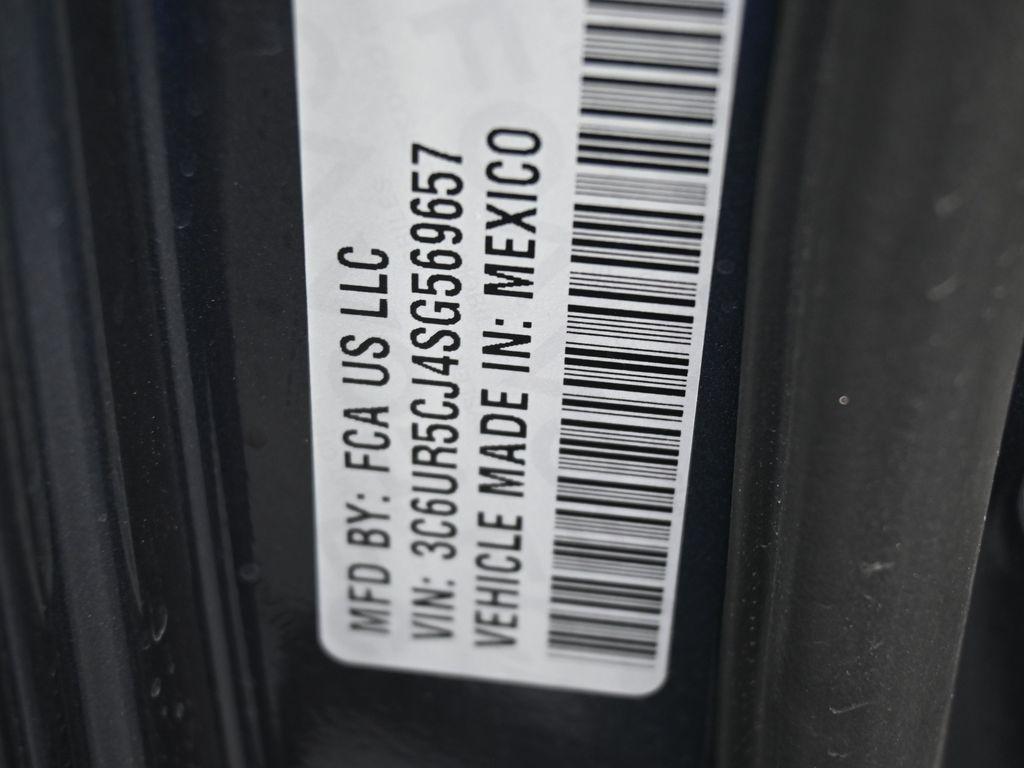 MFD BY: FCA US LLC
VIN: 3C6UR5CJ4SG569657
VEHICLE MADE IN: MEXICO